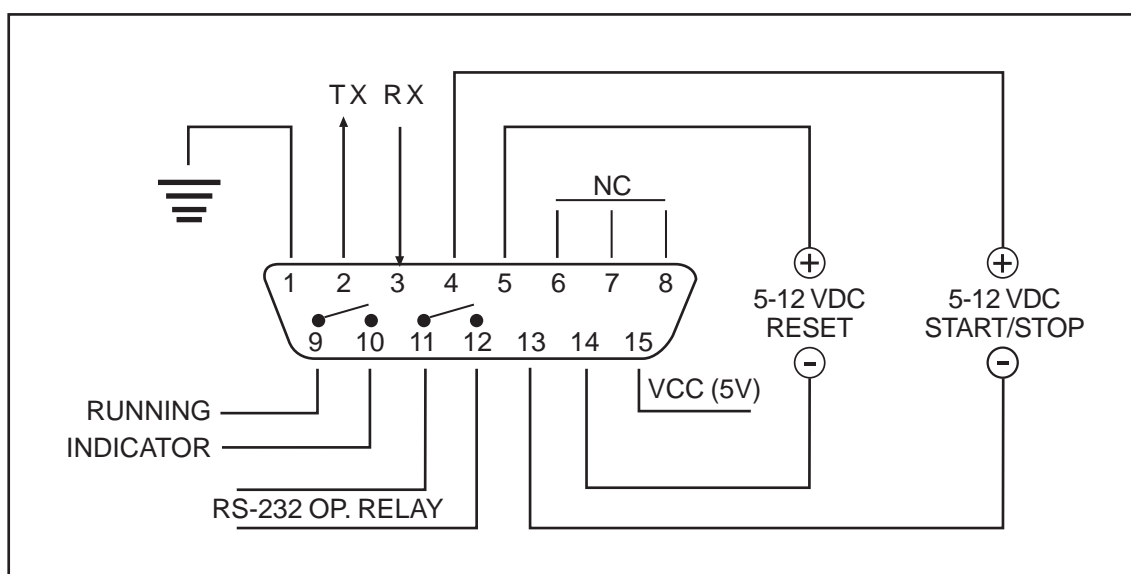 TX RX
NC
1 2 3 4 5 6 7 8
+ +
5-12 VDC
RESET
5-12 VDC
START/STOP
9 10 11 12 13 14 15
- -
VCC (5V)
RUNNING
INDICATOR
RS-232 OP. RELAY